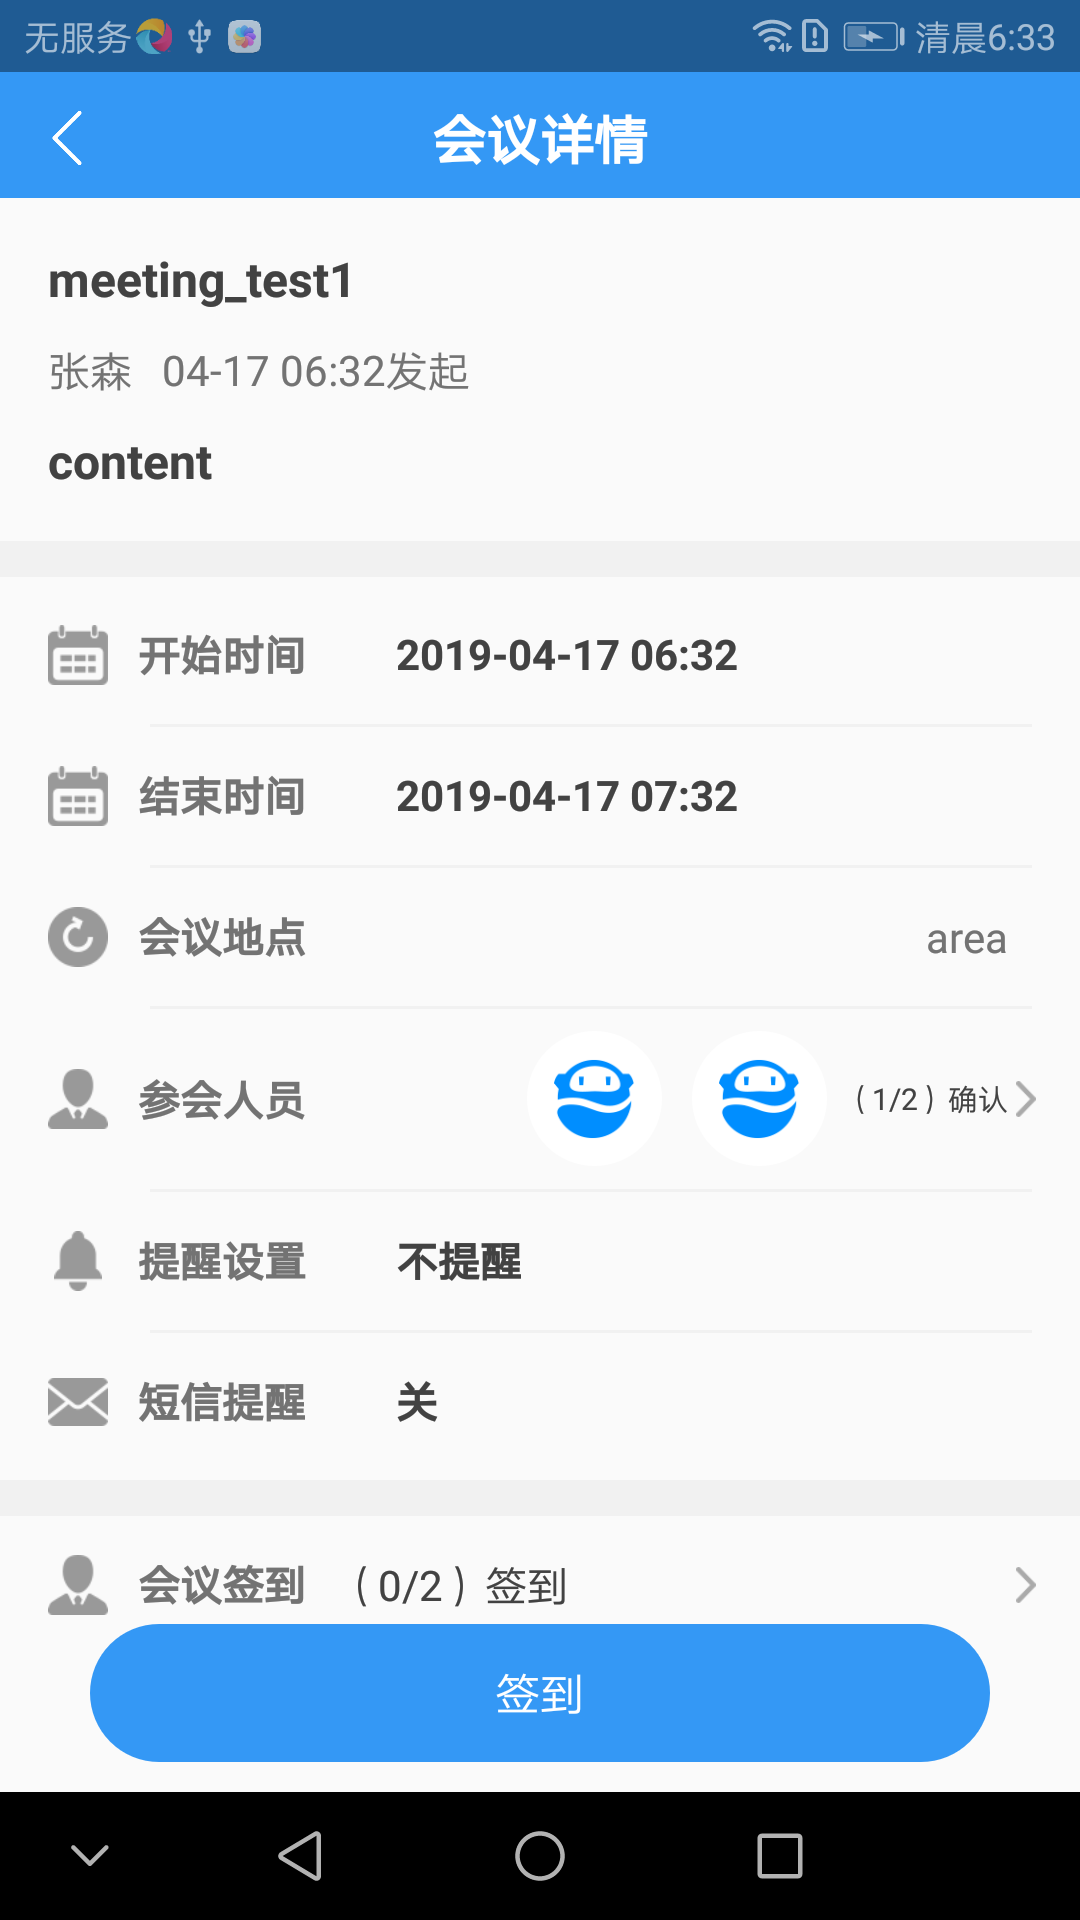 无服务 清晨6:33
会议详情
meeting_test1
张森 04-17 06:32发起
content
开始时间 2019-04-17 06:32
结束时间 2019-04-17 07:32
会议地点 area
参会人员 （1/2）确认
提醒设置 不提醒
短信提醒 关
会议签到 （0/2）签到
签到